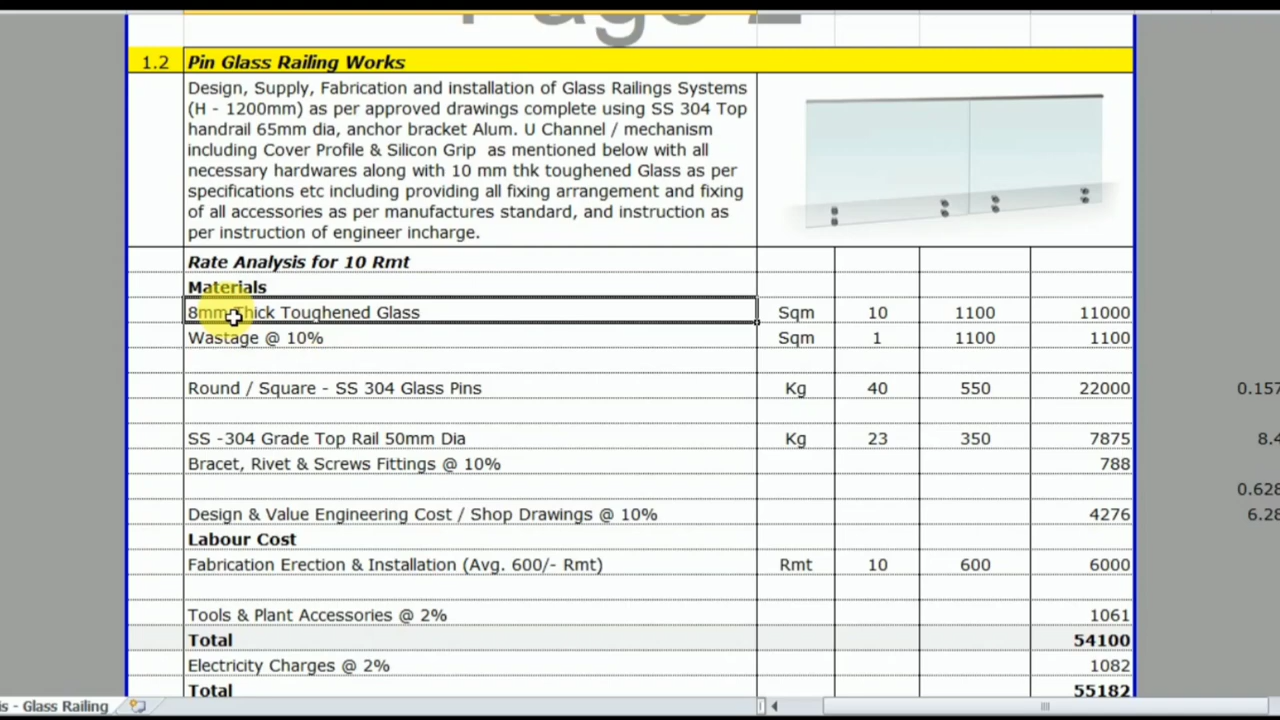 Page 2
1.2 Pin Glass Railing Works
Design, Supply, Fabrication and installation of Glass Railings Systems
(H - 1200mm) as per approved drawings complete using SS 304 Top
handrail 65mm dia, anchor bracket Alum. U Channel / mechanism
including Cover Profile & Silicon Grip as mentioned below with all
necessary hardwares along with 10 mm thk toughened Glass as per
specifications etc including providing all fixing arrangement and fixing
of all accessories as per manufactures standard, and instruction as
per instruction of engineer incharge.
Rate Analysis for 10 Rmt
Materials
8mm Thick Toughened Glass Sqm 10 1100 11000
Wastage @ 10% Sqm 1 1100 1100
Round / Square - SS 304 Glass Pins Kg 40 550 22000 0.157
SS -304 Grade Top Rail 50mm Dia Kg 23 350 7875 8.4
Bracet, Rivet & Screws Fittings @ 10% 788
0.628
Design & Value Engineering Cost / Shop Drawings @ 10% 4276 6.28
Labour Cost
Fabrication Erection & Installation (Avg. 600/- Rmt) Rmt 10 600 6000
Tools & Plant Accessories @ 2% 1061
Total 54100
Electricity Charges @ 2% 1082
Total 55182
s - Glass Railing